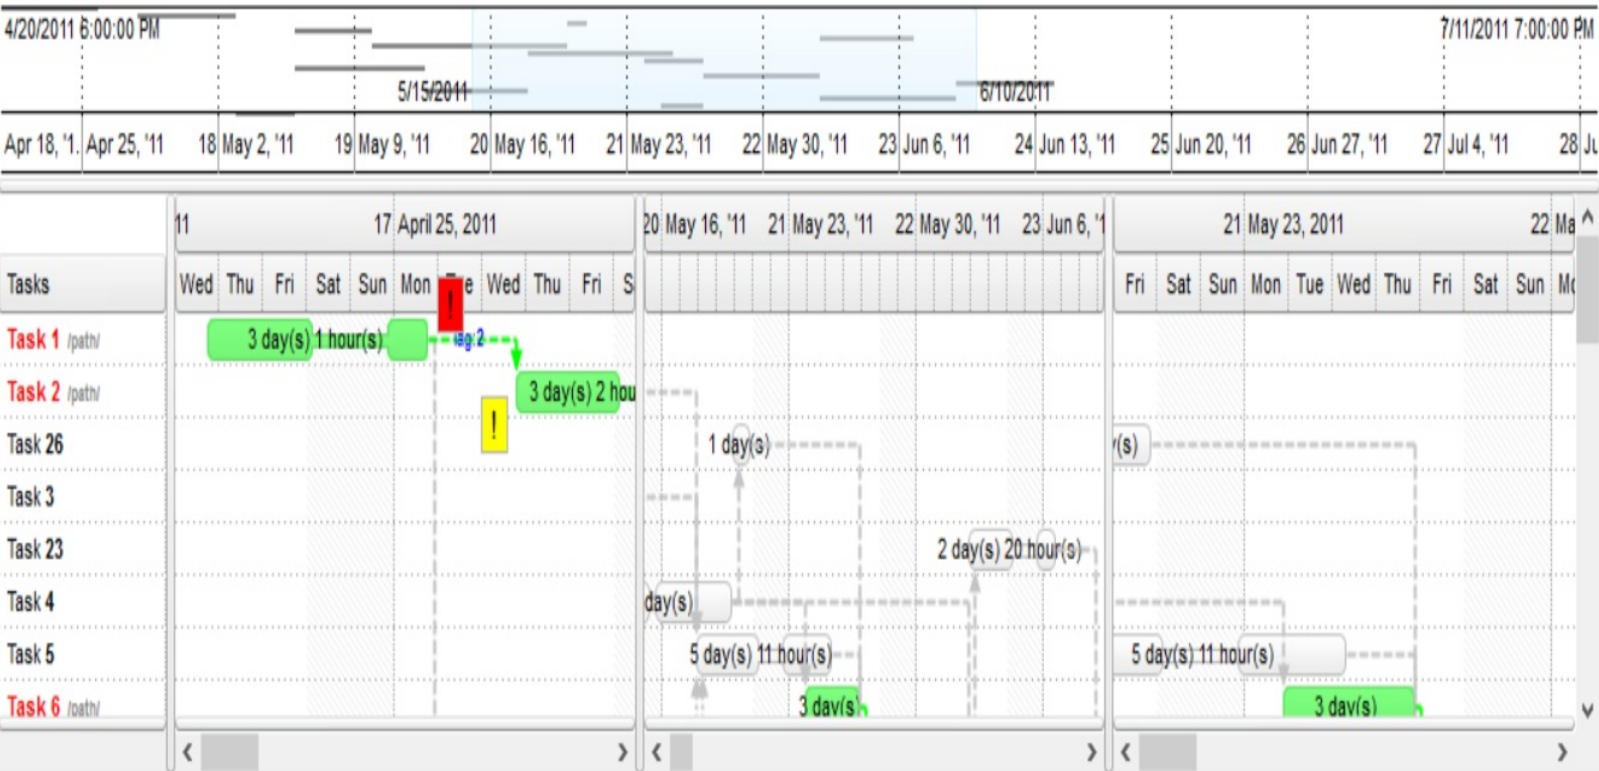 4/20/2011 6:00:00 PM 7/11/2011 7:00:00 PM
5/15/2011 6/10/2011
Apr 18, '1. Apr 25, '11 18 May 2, '11 19 May 9, '11 20 May 16, '11 21 May 23, '11 22 May 30, '11 23 Jun 6, '11 24 Jun 13, '11 25 Jun 20, '11 26 Jun 27, '11 27 Jul 4, '11 28 Ju
11 17 April 25, 2011 20 May 16, '11 21 May 23, '11 22 May 30, '11 23 Jun 6, '1 21 May 23, 2011 22 Ma
Tasks Wed Thu Fri Sat Sun Mon Tue Wed Thu Fri S Fri Sat Sun Mon Tue Wed Thu Fri Sat Sun Mo
!
Task 1 /path/ 3 day(s) 1 hour(s) lag:2
Task 2 /path/ 3 day(s) 2 hou
!
Task 26 1 day(s) y(s)
Task 3
Task 23 2 day(s) 20 hour(s)
Task 4 day(s)
Task 5 5 day(s) 11 hour(s) 5 day(s) 11 hour(s)
Task 6 /path/ 3 day(s) 3 day(s)